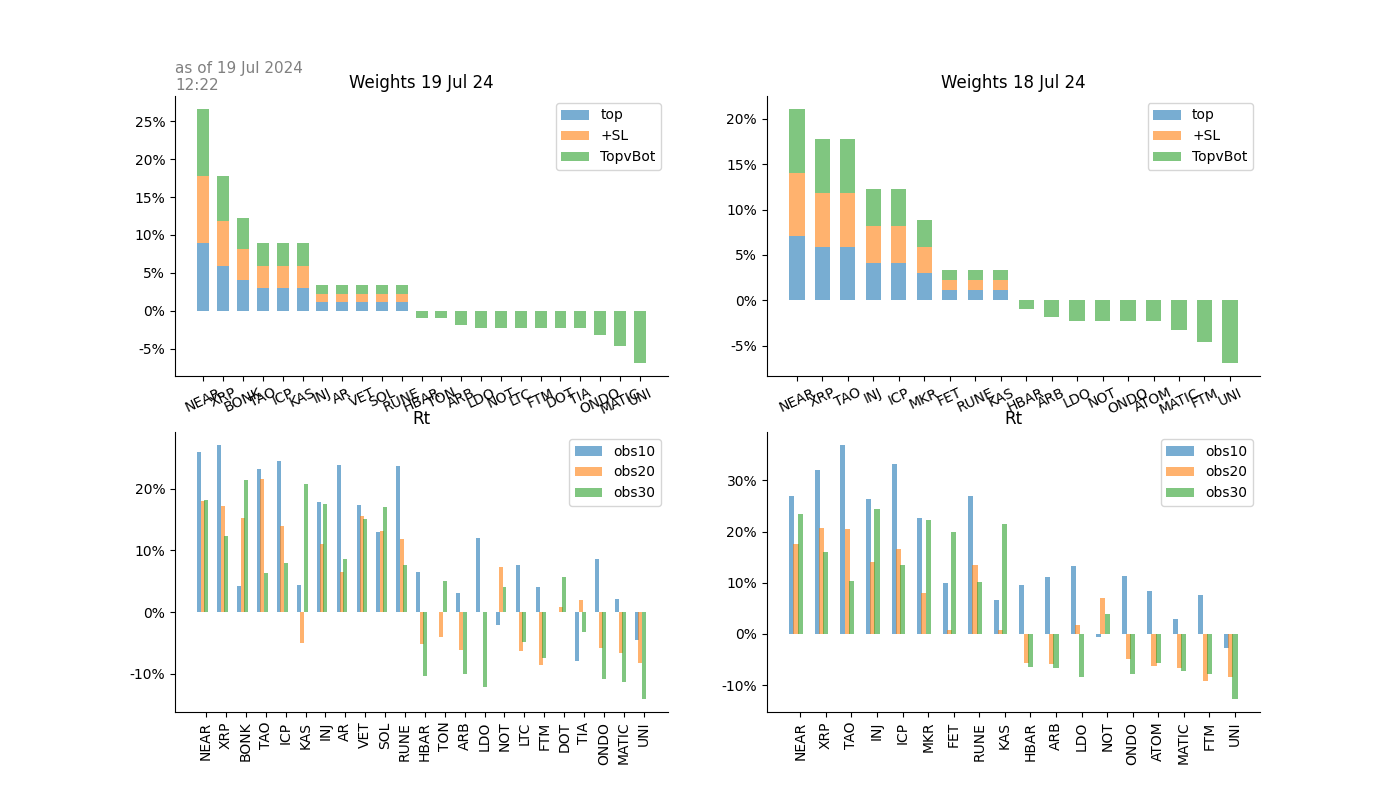 as of 19 Jul 2024
12:22
Weights 19 Jul 24
25%
20%
15%
10%
5%
0%
-5%
top
+SL
TopvBot
NEAR XRP BONK TAO ICP KAS INJ AR VET SOL RUNE HBAR TON ARB LDO NOT LTC FTM DOT TIA ONDO MATIC UNI
Weights 18 Jul 24
20%
15%
10%
5%
0%
-5%
top
+SL
TopvBot
NEAR XRP TAO INJ ICP MKR FET RUNE KAS HBAR ARB LDO NOT ONDO ATOM MATIC FTM UNI
Rt
20%
10%
0%
-10%
obs10
obs20
obs30
NEAR XRP BONK TAO ICP KAS INJ AR VET SOL RUNE HBAR TON ARB LDO NOT LTC FTM DOT TIA ONDO MATIC UNI
Rt
30%
20%
10%
0%
-10%
obs10
obs20
obs30
NEAR XRP TAO INJ ICP MKR FET RUNE KAS HBAR ARB LDO NOT ONDO ATOM MATIC FTM UNI